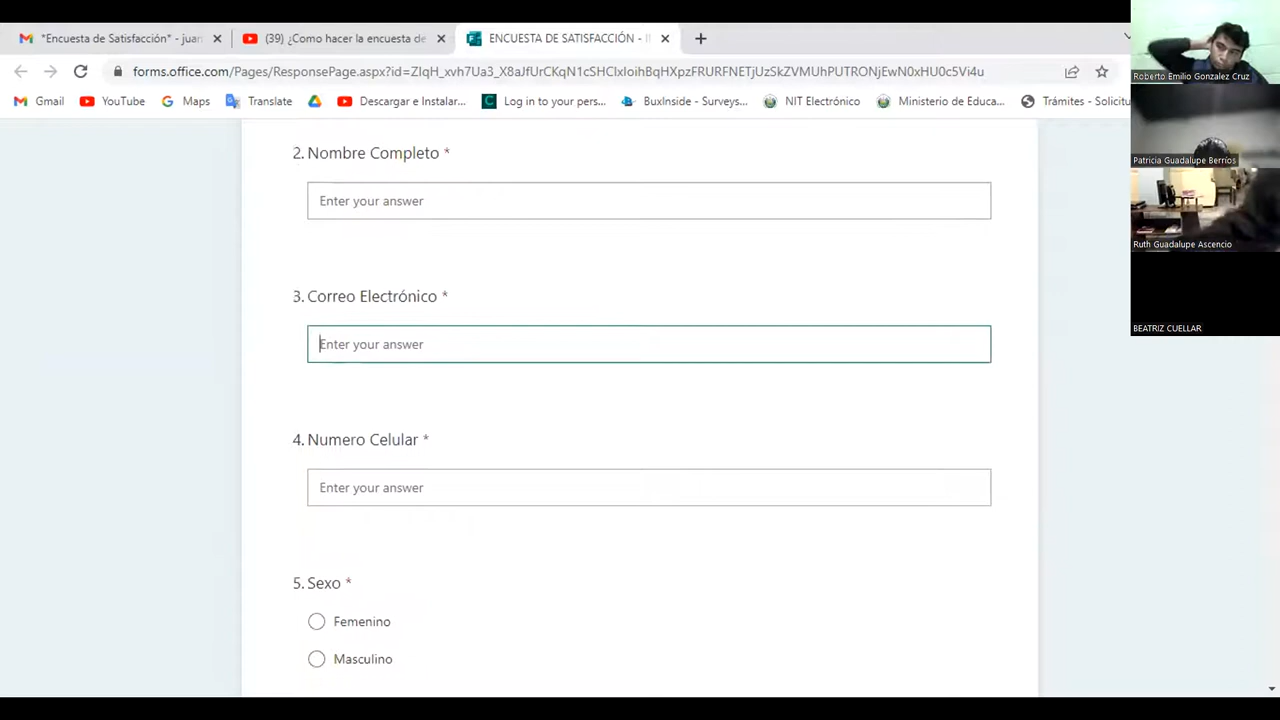 *Encuesta de Satisfacción* - juan
(39) ¿Como hacer la encuesta de
ENCUESTA DE SATISFACCIÓN - I
forms.office.com/Pages/ResponsePage.aspx?id=ZIqH_xvh7Ua3_X8aJfUrCKqN1cSHClxIoihBqHXpzFRURFNETjUzSkZVMUhPUTRONjEwN0xHU0c5Vi4u
Gmail
YouTube
Maps
Translate
Descargar e Instalar...
Log in to your pers...
BuxInside - Surveys...
NIT Electrónico
Ministerio de Educa...
Trámites - Solicitu
2. Nombre Completo *
Enter your answer
3. Correo Electrónico *
Enter your answer
4. Numero Celular *
Enter your answer
5. Sexo *
Femenino
Masculino
Roberto Emilio Gonzalez Cruz
Patricia Guadalupe Berríos
Ruth Guadalupe Ascencio
BEATRIZ CUELLAR